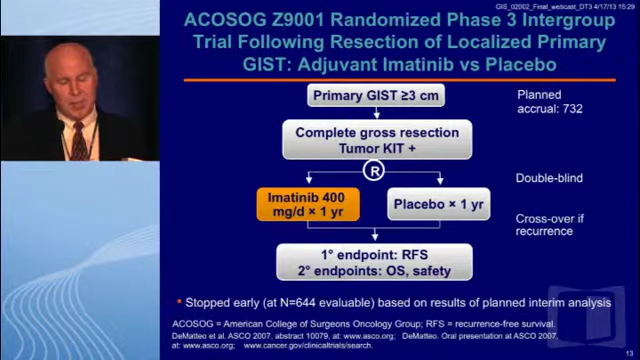 GIS_02002_Final_webcast_DT3 4/17/13 15:29
ACOSOG Z9001 Randomized Phase 3 Intergroup
Trial Following Resection of Localized Primary
GIST: Adjuvant Imatinib vs Placebo
Primary GIST ≥3 cm
Planned
accrual: 732
Complete gross resection
Tumor KIT +
R
Double-blind
Imatinib 400
mg/d × 1 yr
Placebo × 1 yr
Cross-over if
recurrence
1° endpoint: RFS
2° endpoints: OS, safety
• Stopped early (at N=644 evaluable) based on results of planned interim analysis
ACOSOG = American College of Surgeons Oncology Group; RFS = recurrence-free survival.
DeMatteo et al. ASCO 2007, abstract 10079, at: www.asco.org; DeMatteo. Oral presentation at ASCO 2007,
at: www.asco.org; www.cancer.gov/clinicaltrials/search.
13